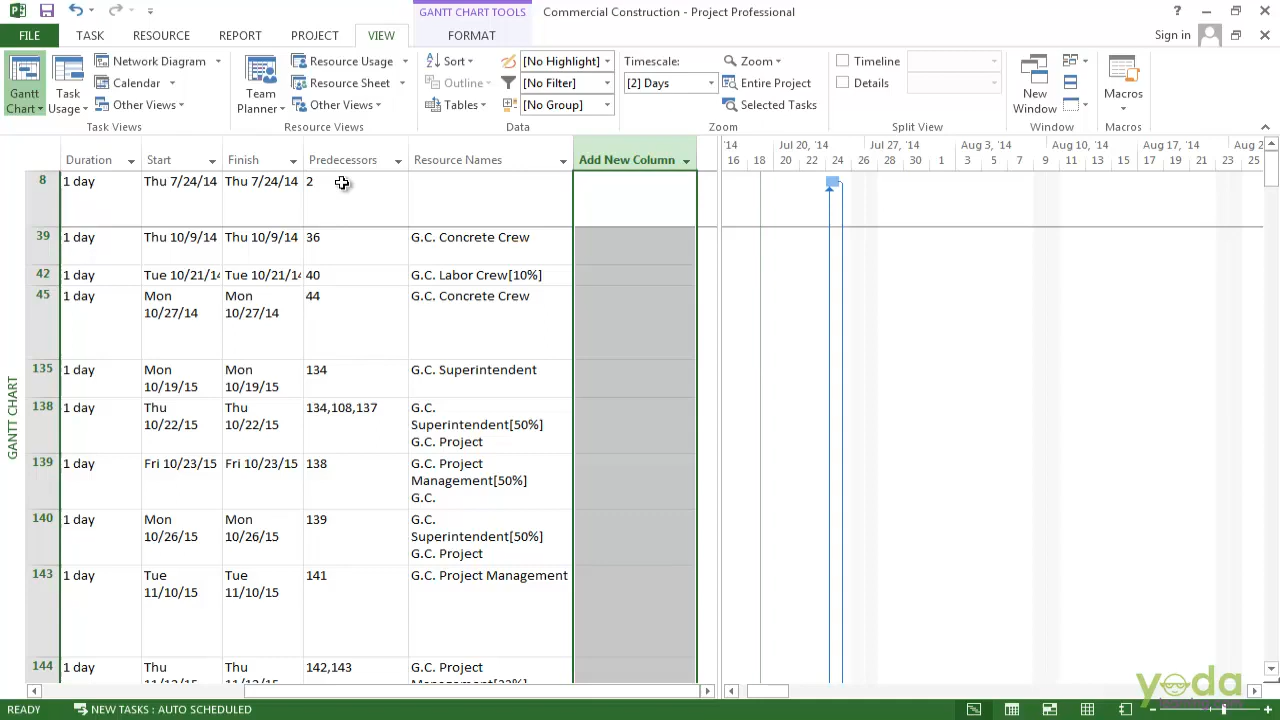 GANTT CHART TOOLS
Commercial Construction - Project Professional
?
FILE TASK RESOURCE REPORT PROJECT VIEW FORMAT
Sign in
Gantt Chart
Task Usage
Network Diagram
Calendar
Other Views
Task Views
Team Planner
Resource Usage
Resource Sheet
Other Views
Resource Views
Sort
Outline
Tables
[No Highlight]
[No Filter]
[No Group]
Data
Timescale:
[2] Days
Zoom
Entire Project
Selected Tasks
Zoom
Timeline
Details
Split View
New Window
Window
Macros
Macros
Duration Start Finish Predecessors Resource Names Add New Column
'14 Jul 20, '14 Jul 27, '14 Aug 3, '14 Aug 10, '14 Aug 17, '14 Aug 2
16 18 20 22 24 26 28 30 1 3 5 7 9 11 13 15 17 19 21 23 25
8 1 day Thu 7/24/14 Thu 7/24/14 2
39 1 day Thu 10/9/14 Thu 10/9/14 36 G.C. Concrete Crew
42 1 day Tue 10/21/14 Tue 10/21/14 40 G.C. Labor Crew[10%]
45 1 day Mon Mon 44 G.C. Concrete Crew
10/27/14 10/27/14
135 1 day Mon Mon 134 G.C. Superintendent
10/19/15 10/19/15
138 1 day Thu Thu 134,108,137 G.C.
10/22/15 10/22/15 Superintendent[50%]
G.C. Project
139 1 day Fri 10/23/15 Fri 10/23/15 138 G.C. Project
Management[50%]
G.C.
140 1 day Mon Mon 139 G.C.
10/26/15 10/26/15 Superintendent[50%]
G.C. Project
143 1 day Tue Tue 141 G.C. Project Management
11/10/15 11/10/15
144 1 day Thu Thu 142,143 G.C. Project
GANTT CHART
READY NEW TASKS : AUTO SCHEDULED
yoda